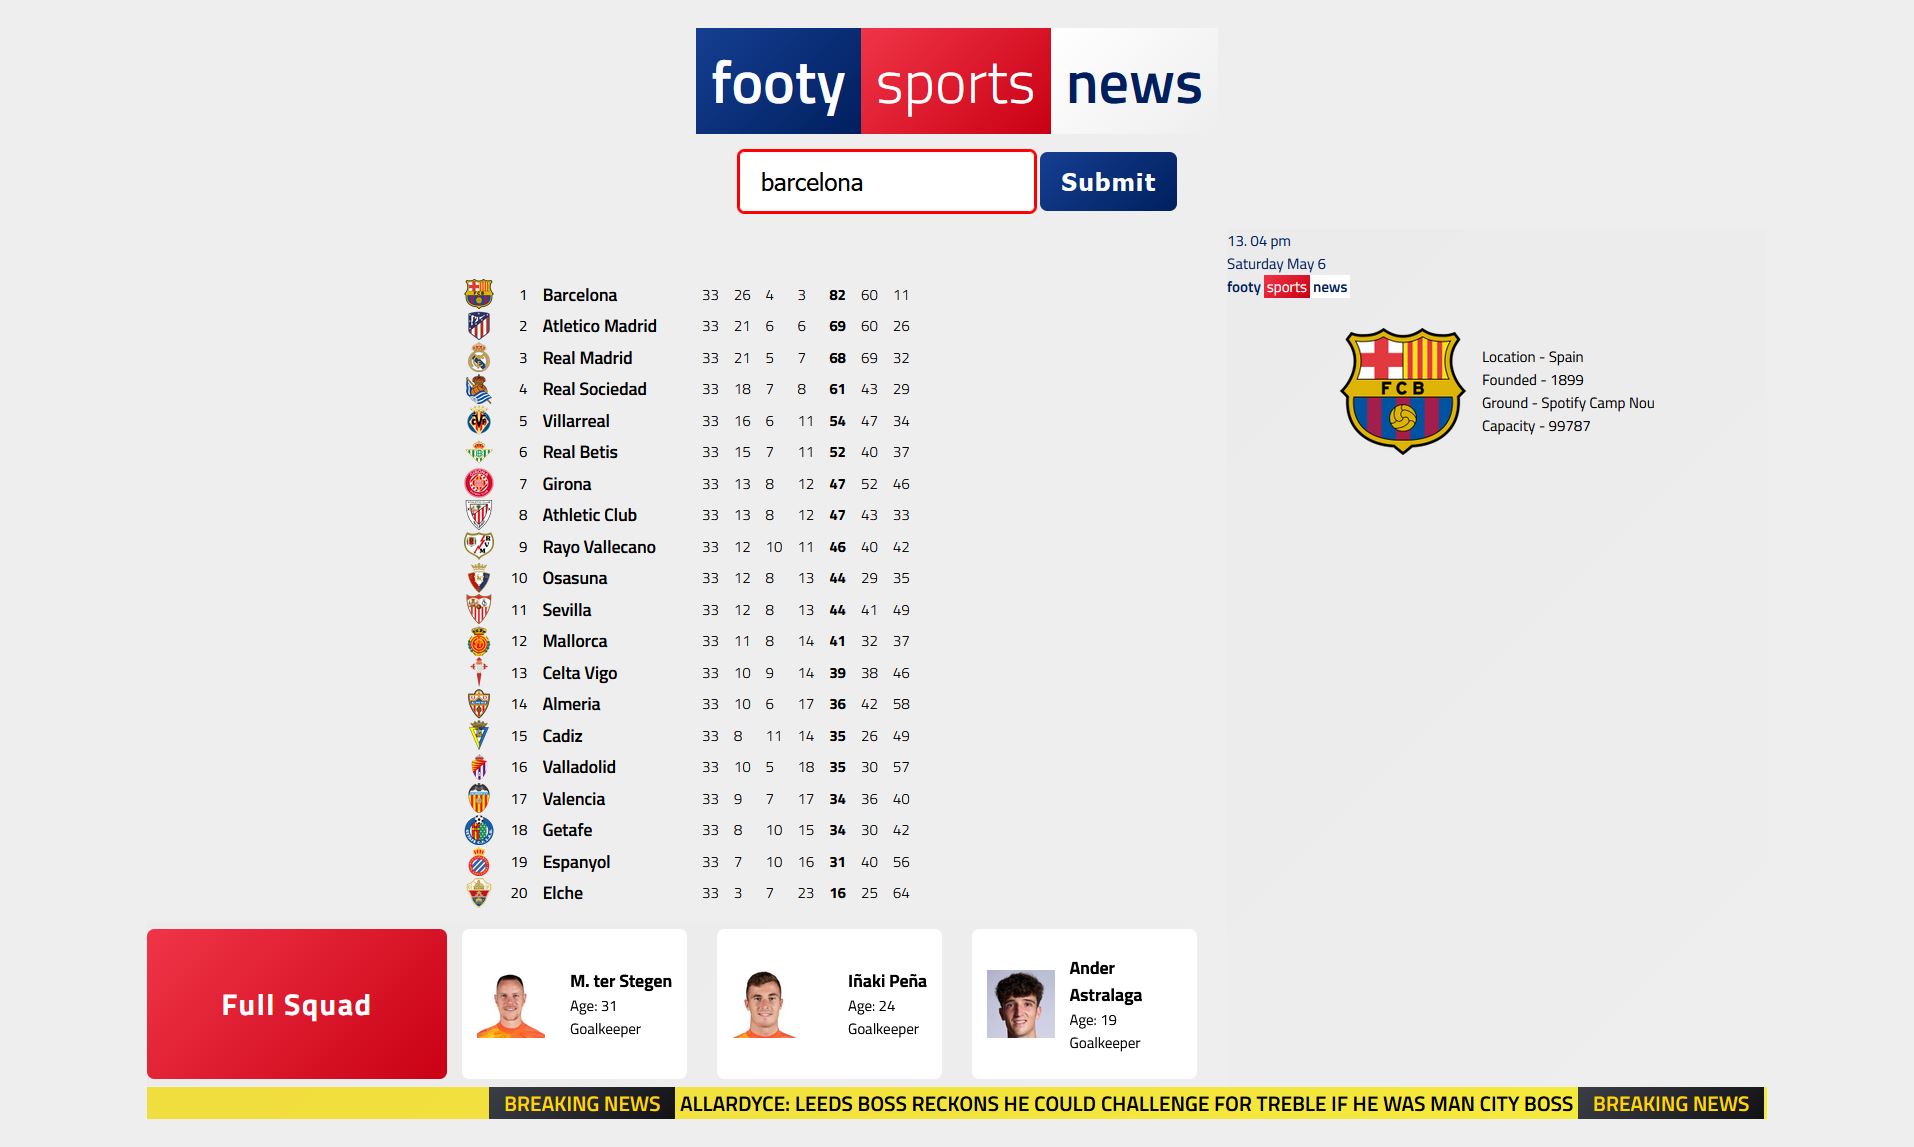 footy sports news
barcelona Submit
13. 04 pm
Saturday May 6
footy sports news
1 Barcelona 33 26 4 3 82 60 11
2 Atletico Madrid 33 21 6 6 69 60 26
3 Real Madrid 33 21 5 7 68 69 32
4 Real Sociedad 33 18 7 8 61 43 29
5 Villarreal 33 16 6 11 54 47 34
6 Real Betis 33 15 7 11 52 40 37
7 Girona 33 13 8 12 47 52 46
8 Athletic Club 33 13 8 12 47 43 33
9 Rayo Vallecano 33 12 10 11 46 40 42
10 Osasuna 33 12 8 13 44 29 35
11 Sevilla 33 12 8 13 44 41 49
12 Mallorca 33 11 8 14 41 32 37
13 Celta Vigo 33 10 9 14 39 38 46
14 Almeria 33 10 6 17 36 42 58
15 Cadiz 33 8 11 14 35 26 49
16 Valladolid 33 10 5 18 35 30 57
17 Valencia 33 9 7 17 34 36 40
18 Getafe 33 8 10 15 34 30 42
19 Espanyol 33 7 10 16 31 40 56
20 Elche 33 3 7 23 16 25 64
FCB
Location - Spain
Founded - 1899
Ground - Spotify Camp Nou
Capacity - 99787
Full Squad
M. ter Stegen
Age: 31
Goalkeeper
Iñaki Peña
Age: 24
Goalkeeper
Ander
Astralaga
Age: 19
Goalkeeper
BREAKING NEWS ALLARDYCE: LEEDS BOSS RECKONS HE COULD CHALLENGE FOR TREBLE IF HE WAS MAN CITY BOSS BREAKING NEWS